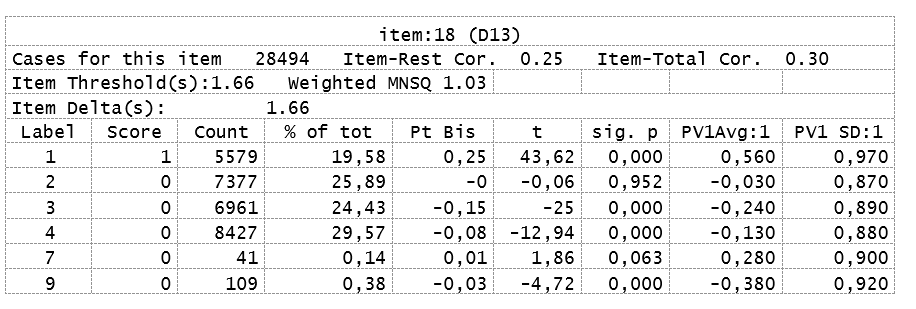 item:18 (D13)
Cases for this item 28494 Item-Rest Cor. 0.25 Item-Total Cor. 0.30
Item Threshold(s):1.66 Weighted MNSQ 1.03
Item Delta(s): 1.66
Label Score Count % of tot Pt Bis t sig. p PV1Avg:1 PV1 SD:1
1 1 5579 19,58 0,25 43,62 0,000 0,560 0,970
2 0 7377 25,89 -0 -0,06 0,952 -0,030 0,870
3 0 6961 24,43 -0,15 -25 0,000 -0,240 0,890
4 0 8427 29,57 -0,08 -12,94 0,000 -0,130 0,880
7 0 41 0,14 0,01 1,86 0,063 0,280 0,900
9 0 109 0,38 -0,03 -4,72 0,000 -0,380 0,920